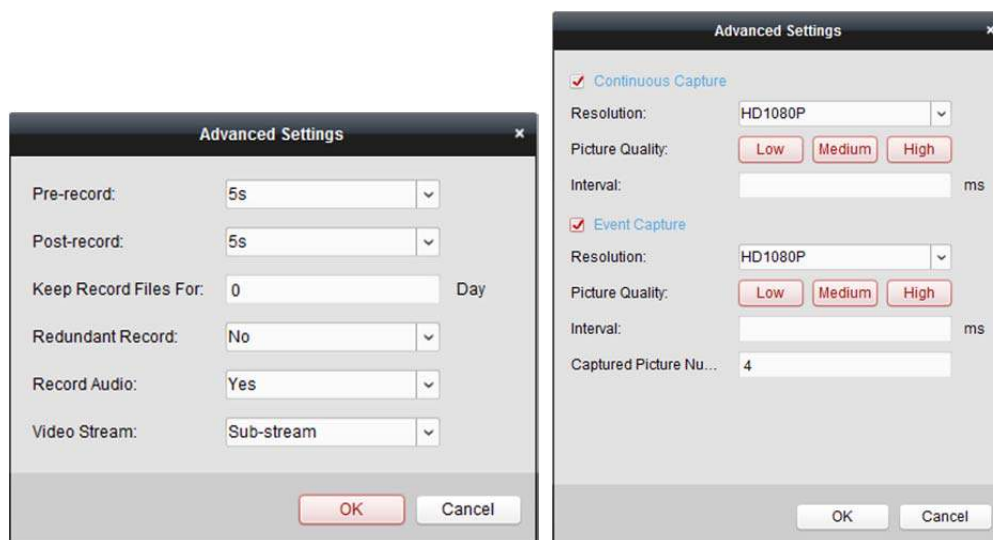 Advanced Settings ×
Pre-record: 5s
Post-record: 5s
Keep Record Files For: 0 Day
Redundant Record: No
Record Audio: Yes
Video Stream: Sub-stream
OK Cancel
Advanced Settings ×
Continuous Capture
Resolution: HD1080P
Picture Quality: Low Medium High
Interval: ms
Event Capture
Resolution: HD1080P
Picture Quality: Low Medium High
Interval: ms
Captured Picture Nu... 4
OK Cancel